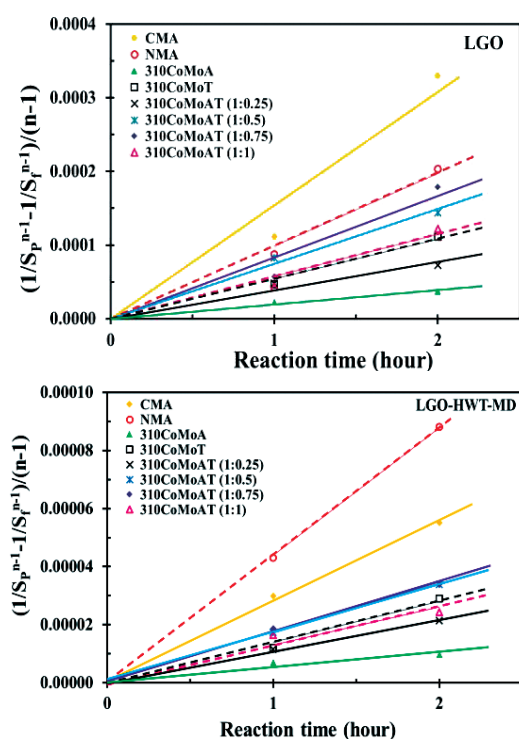 0.0004
LGO
CMA
NMA
310CoMoA
310CoMoT
310CoMoAT (1:0.25)
310CoMoAT (1:0.5)
310CoMoAT (1:0.75)
310CoMoAT (1:1)
0.0003
0.0002
0.0001
0.0000
(1/S_P^n-1-1/S_f^n-1)/(n-1)
0 1 2
Reaction time (hour)
0.00010
LGO-HWT-MD
CMA
NMA
310CoMoA
310CoMoT
310CoMoAT (1:0.25)
310CoMoAT (1:0.5)
310CoMoAT (1:0.75)
310CoMoAT (1:1)
0.00008
0.00006
0.00004
0.00002
0.00000
(1/S_P^n-1-1/S_f^n-1)/(n-1)
0 1 2
Reaction time (hour)